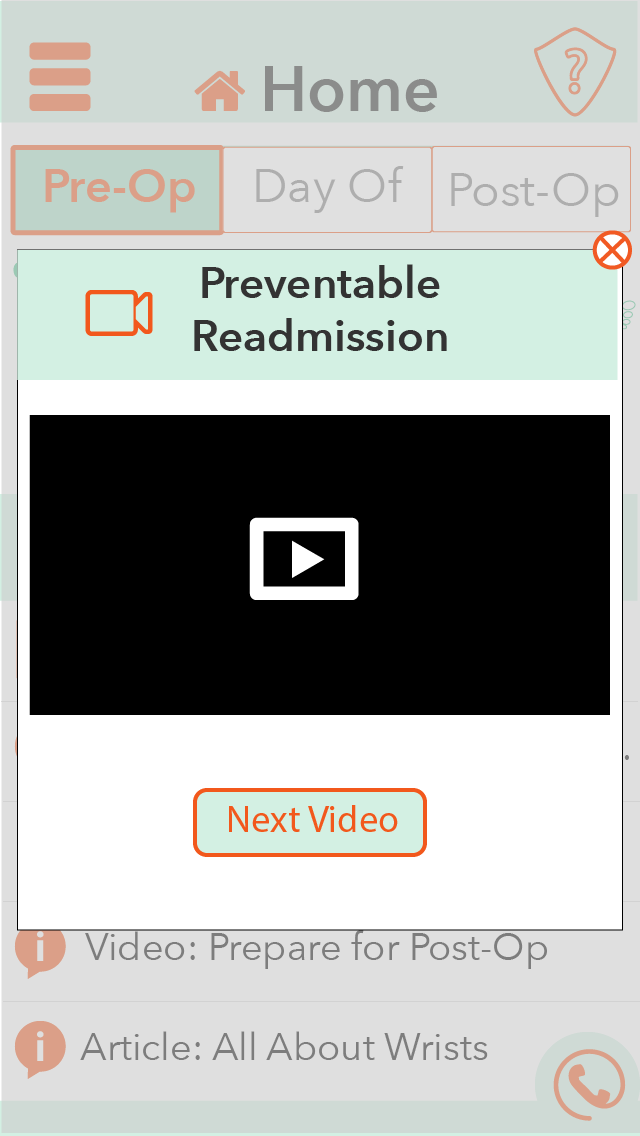 Home
Pre-Op
Day Of
Post-Op
Preventable
Readmission
Next Video
Video: Prepare for Post-Op
Article: All About Wrists